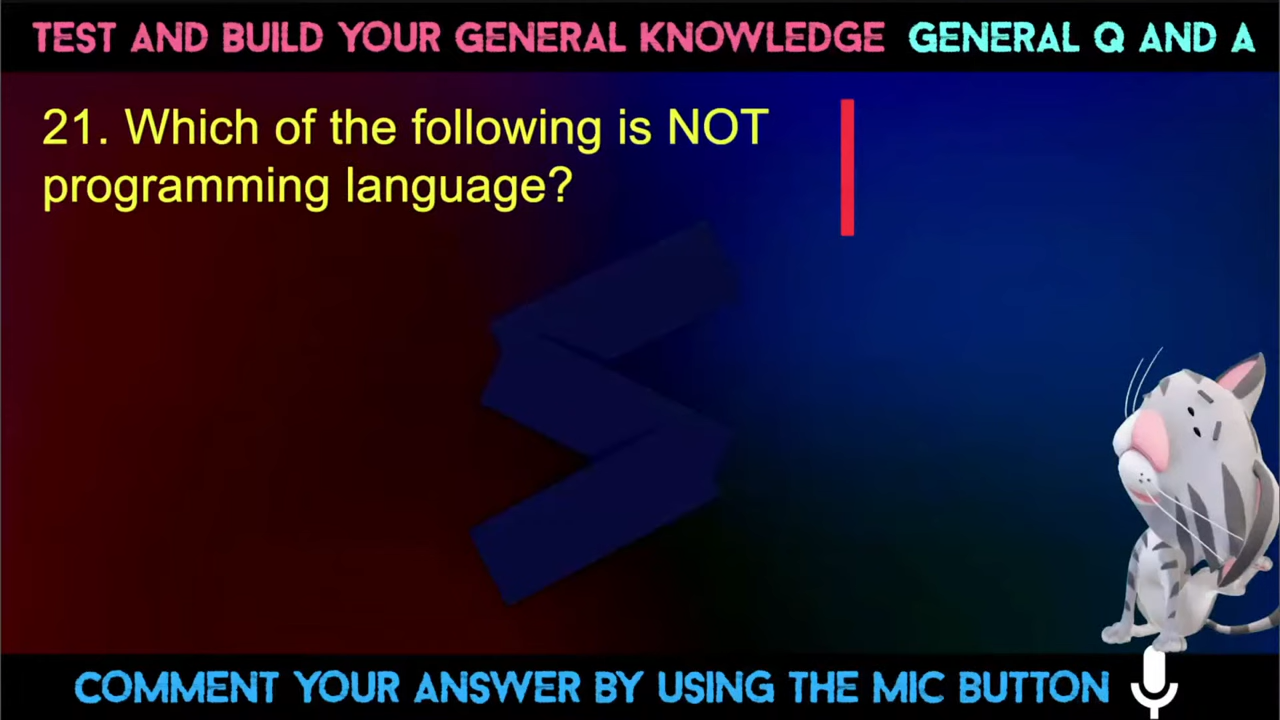 TEST AND BUILD YOUR GENERAL KNOWLEDGE GENERAL Q AND A
21. Which of the following is NOT
programming language?
COMMENT YOUR ANSWER BY USING THE MIC BUTTON